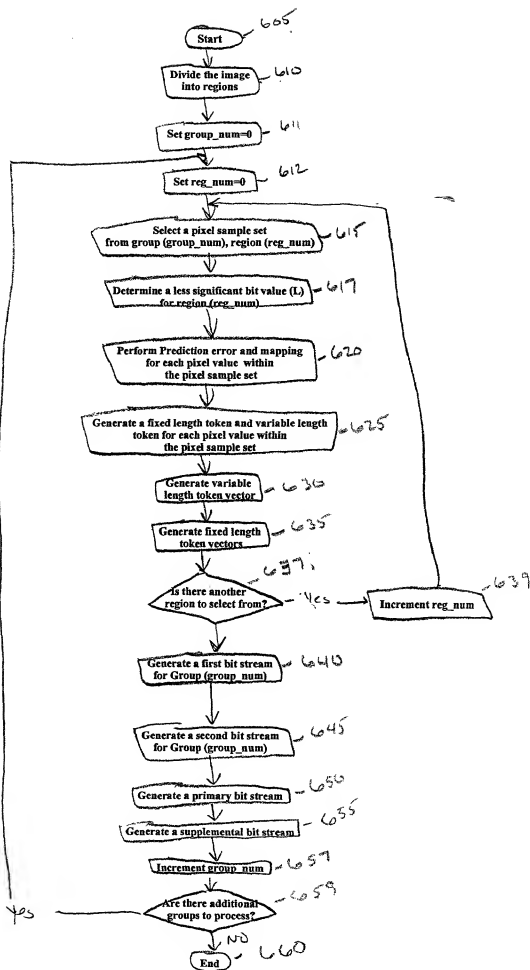 Start
605
Divide the image
into regions
610
Set group_num=0
611
Set reg_num=0
612
Select a pixel sample set
from group (group_num), region (reg_num)
615
Determine a less significant bit value (L)
for region (reg_num)
617
Perform Prediction error and mapping
for each pixel value within
the pixel sample set
620
Generate a fixed length token and variable length
token for each pixel value within
the pixel sample set
625
Generate variable
length token vector
630
Generate fixed length
token vectors
635
Is there another
region to select from?
637
Yes
Increment reg_num
639
Generate a first bit stream
for Group (group_num)
640
Generate a second bit stream
for Group (group_num)
645
Generate a primary bit stream
650
Generate a supplemental bit stream
655
Increment group_num
657
Are there additional
groups to process?
659
Yes
NO
End
660